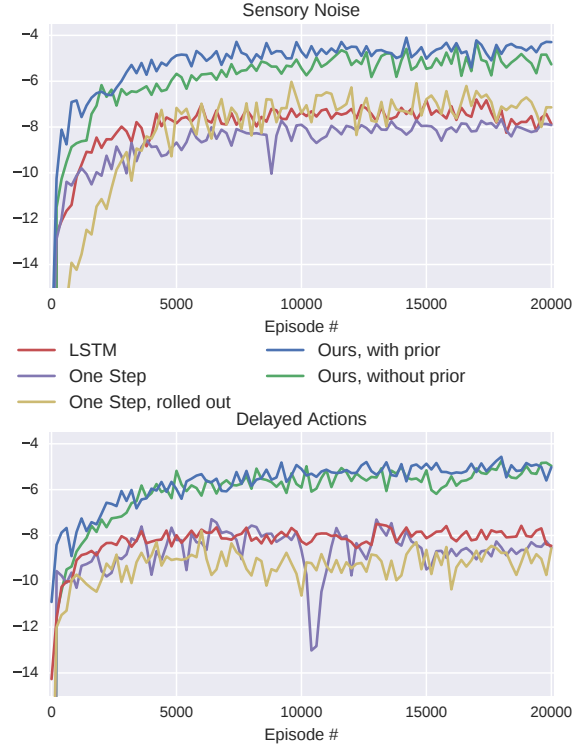 Sensory Noise
−4
−6
−8
−10
−12
−14
0 5000 10000 15000 20000
Episode #
LSTM Ours, with prior
One Step Ours, without prior
One Step, rolled out
Delayed Actions
−4
−6
−8
−10
−12
−14
0 5000 10000 15000 20000
Episode #